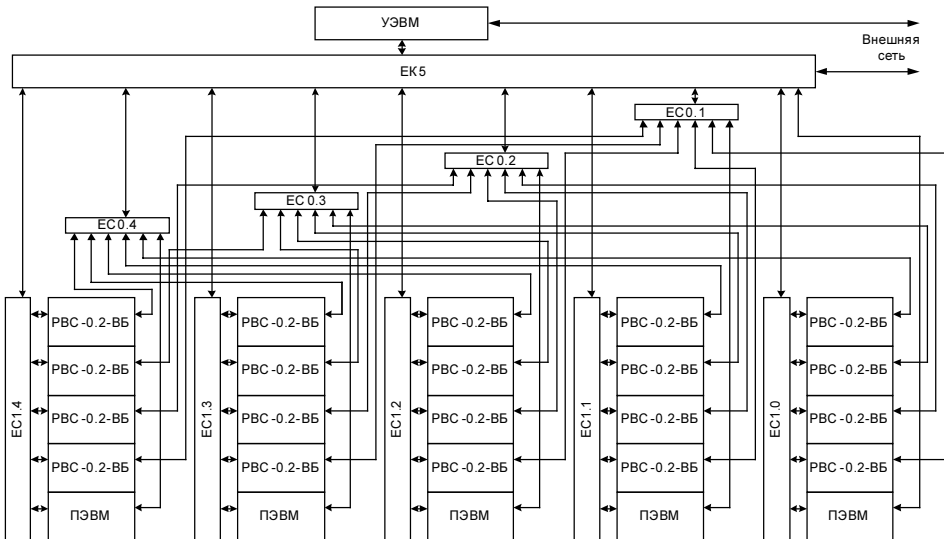 УЭВМ
Внешняя
сеть
ЕК5
ЕС0.1
ЕС0.2
ЕС0.3
ЕС0.4
ЕС1.4
РВС-0.2-ВБ
РВС-0.2-ВБ
РВС-0.2-ВБ
РВС-0.2-ВБ
ПЭВМ
ЕС1.3
РВС-0.2-ВБ
РВС-0.2-ВБ
РВС-0.2-ВБ
РВС-0.2-ВБ
ПЭВМ
ЕС1.2
РВС-0.2-ВБ
РВС-0.2-ВБ
РВС-0.2-ВБ
РВС-0.2-ВБ
ПЭВМ
ЕС1.1
РВС-0.2-ВБ
РВС-0.2-ВБ
РВС-0.2-ВБ
РВС-0.2-ВБ
ПЭВМ
ЕС1.0
РВС-0.2-ВБ
РВС-0.2-ВБ
РВС-0.2-ВБ
РВС-0.2-ВБ
ПЭВМ